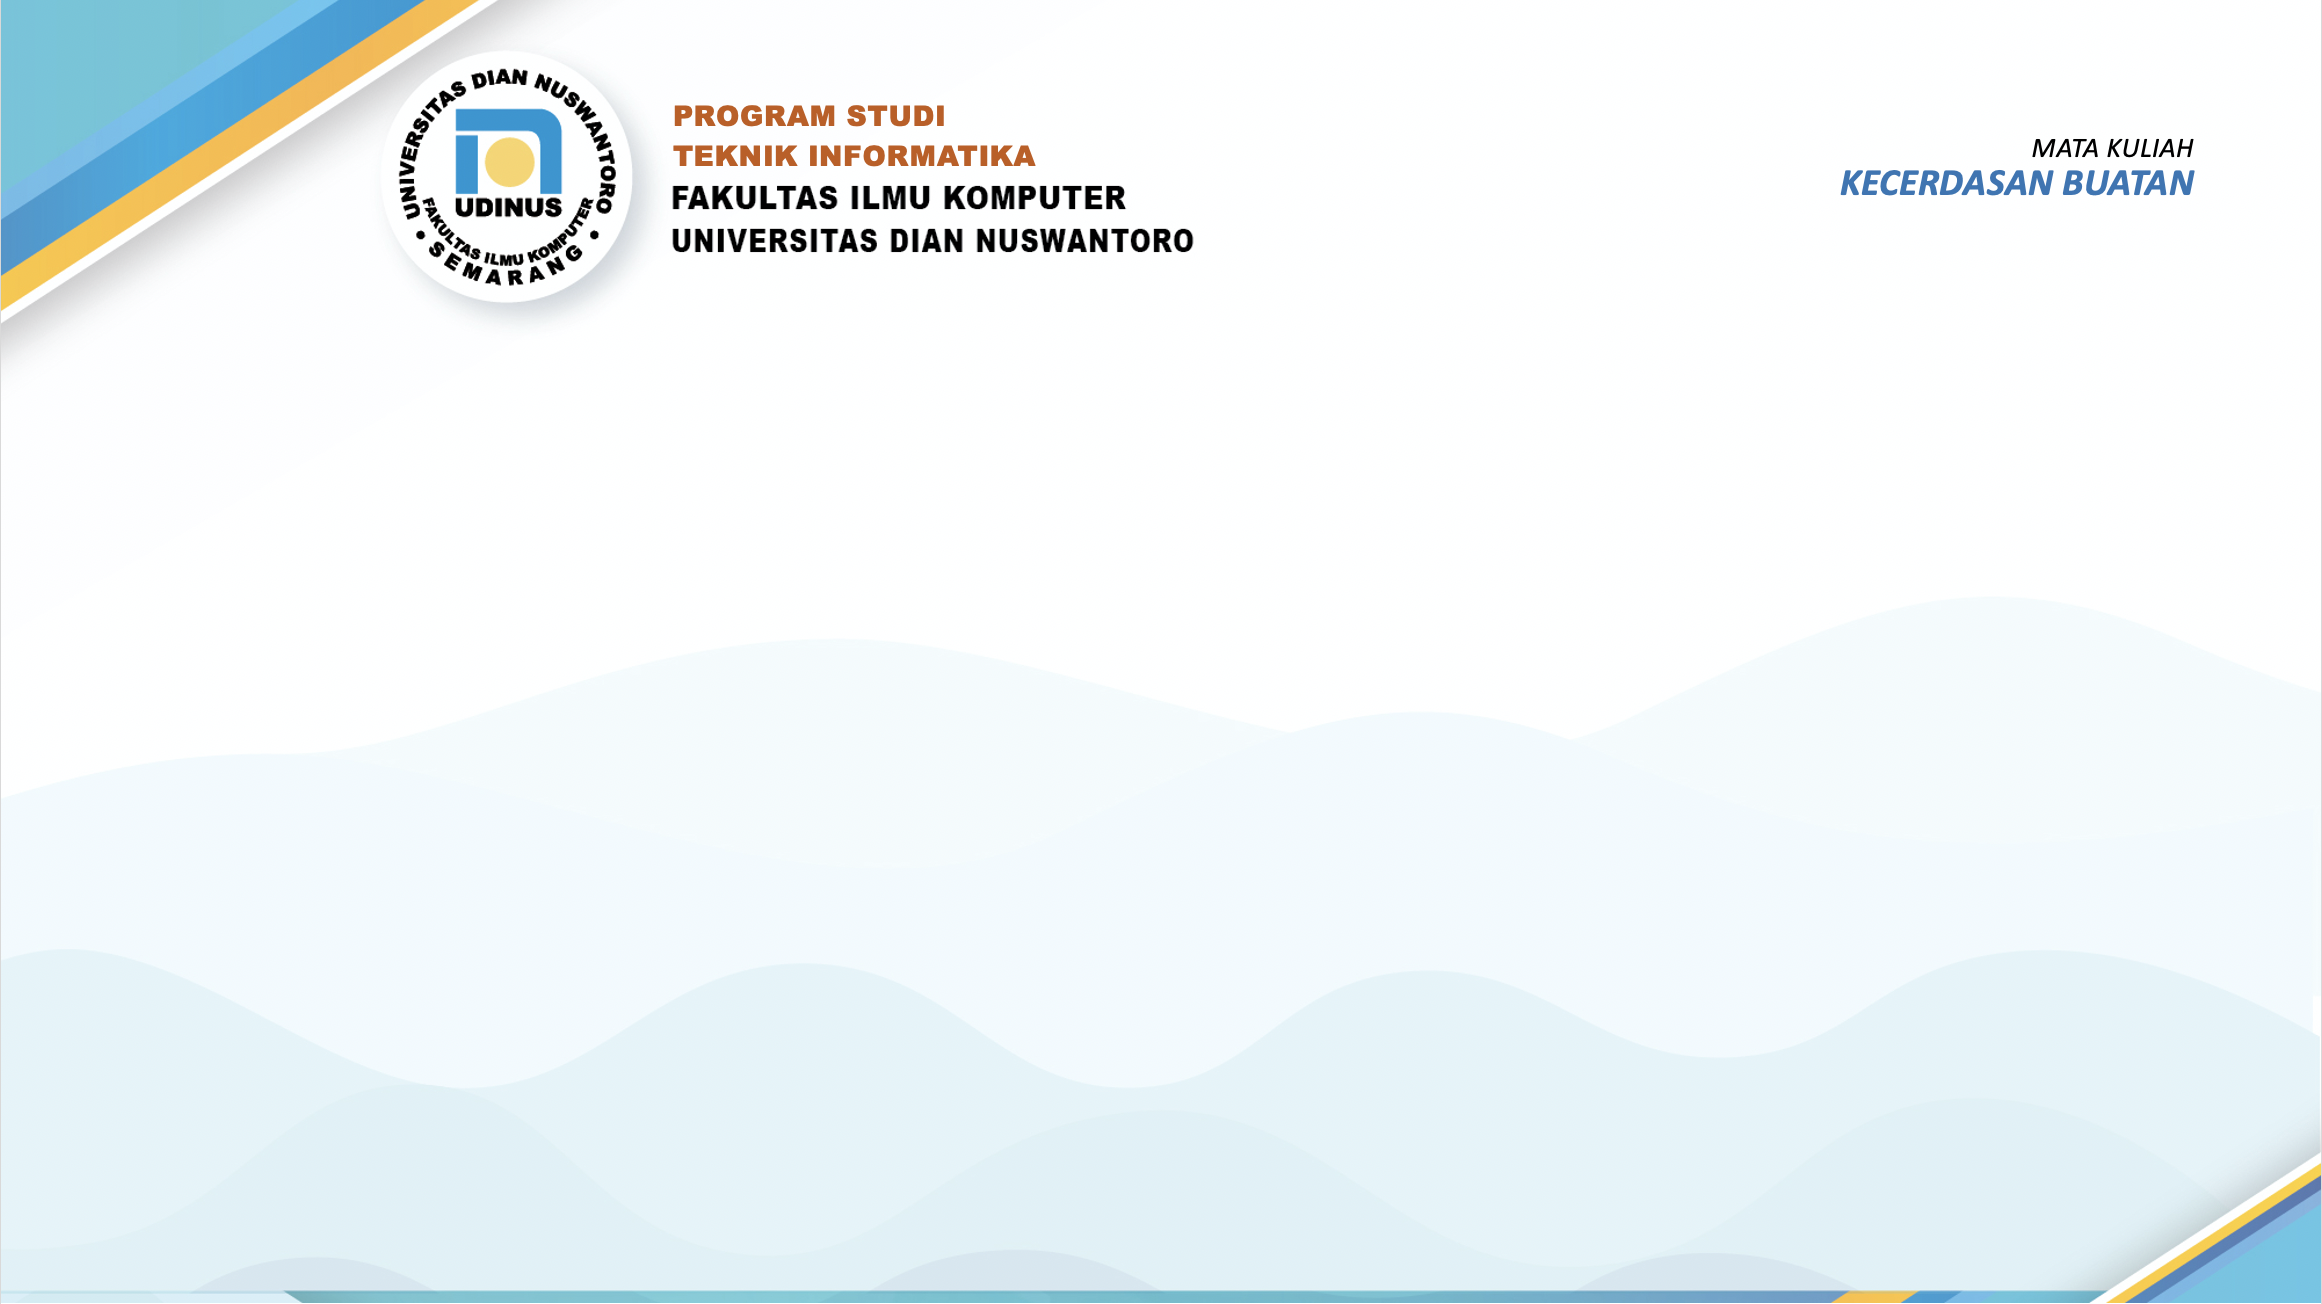 UNIVERSITAS DIAN NUSWANTORO
UDINUS
FAKULTAS ILMU KOMPUTER
• SEMARANG •
PROGRAM STUDI
TEKNIK INFORMATIKA
FAKULTAS ILMU KOMPUTER
UNIVERSITAS DIAN NUSWANTORO
MATA KULIAH
KECERDASAN BUATAN